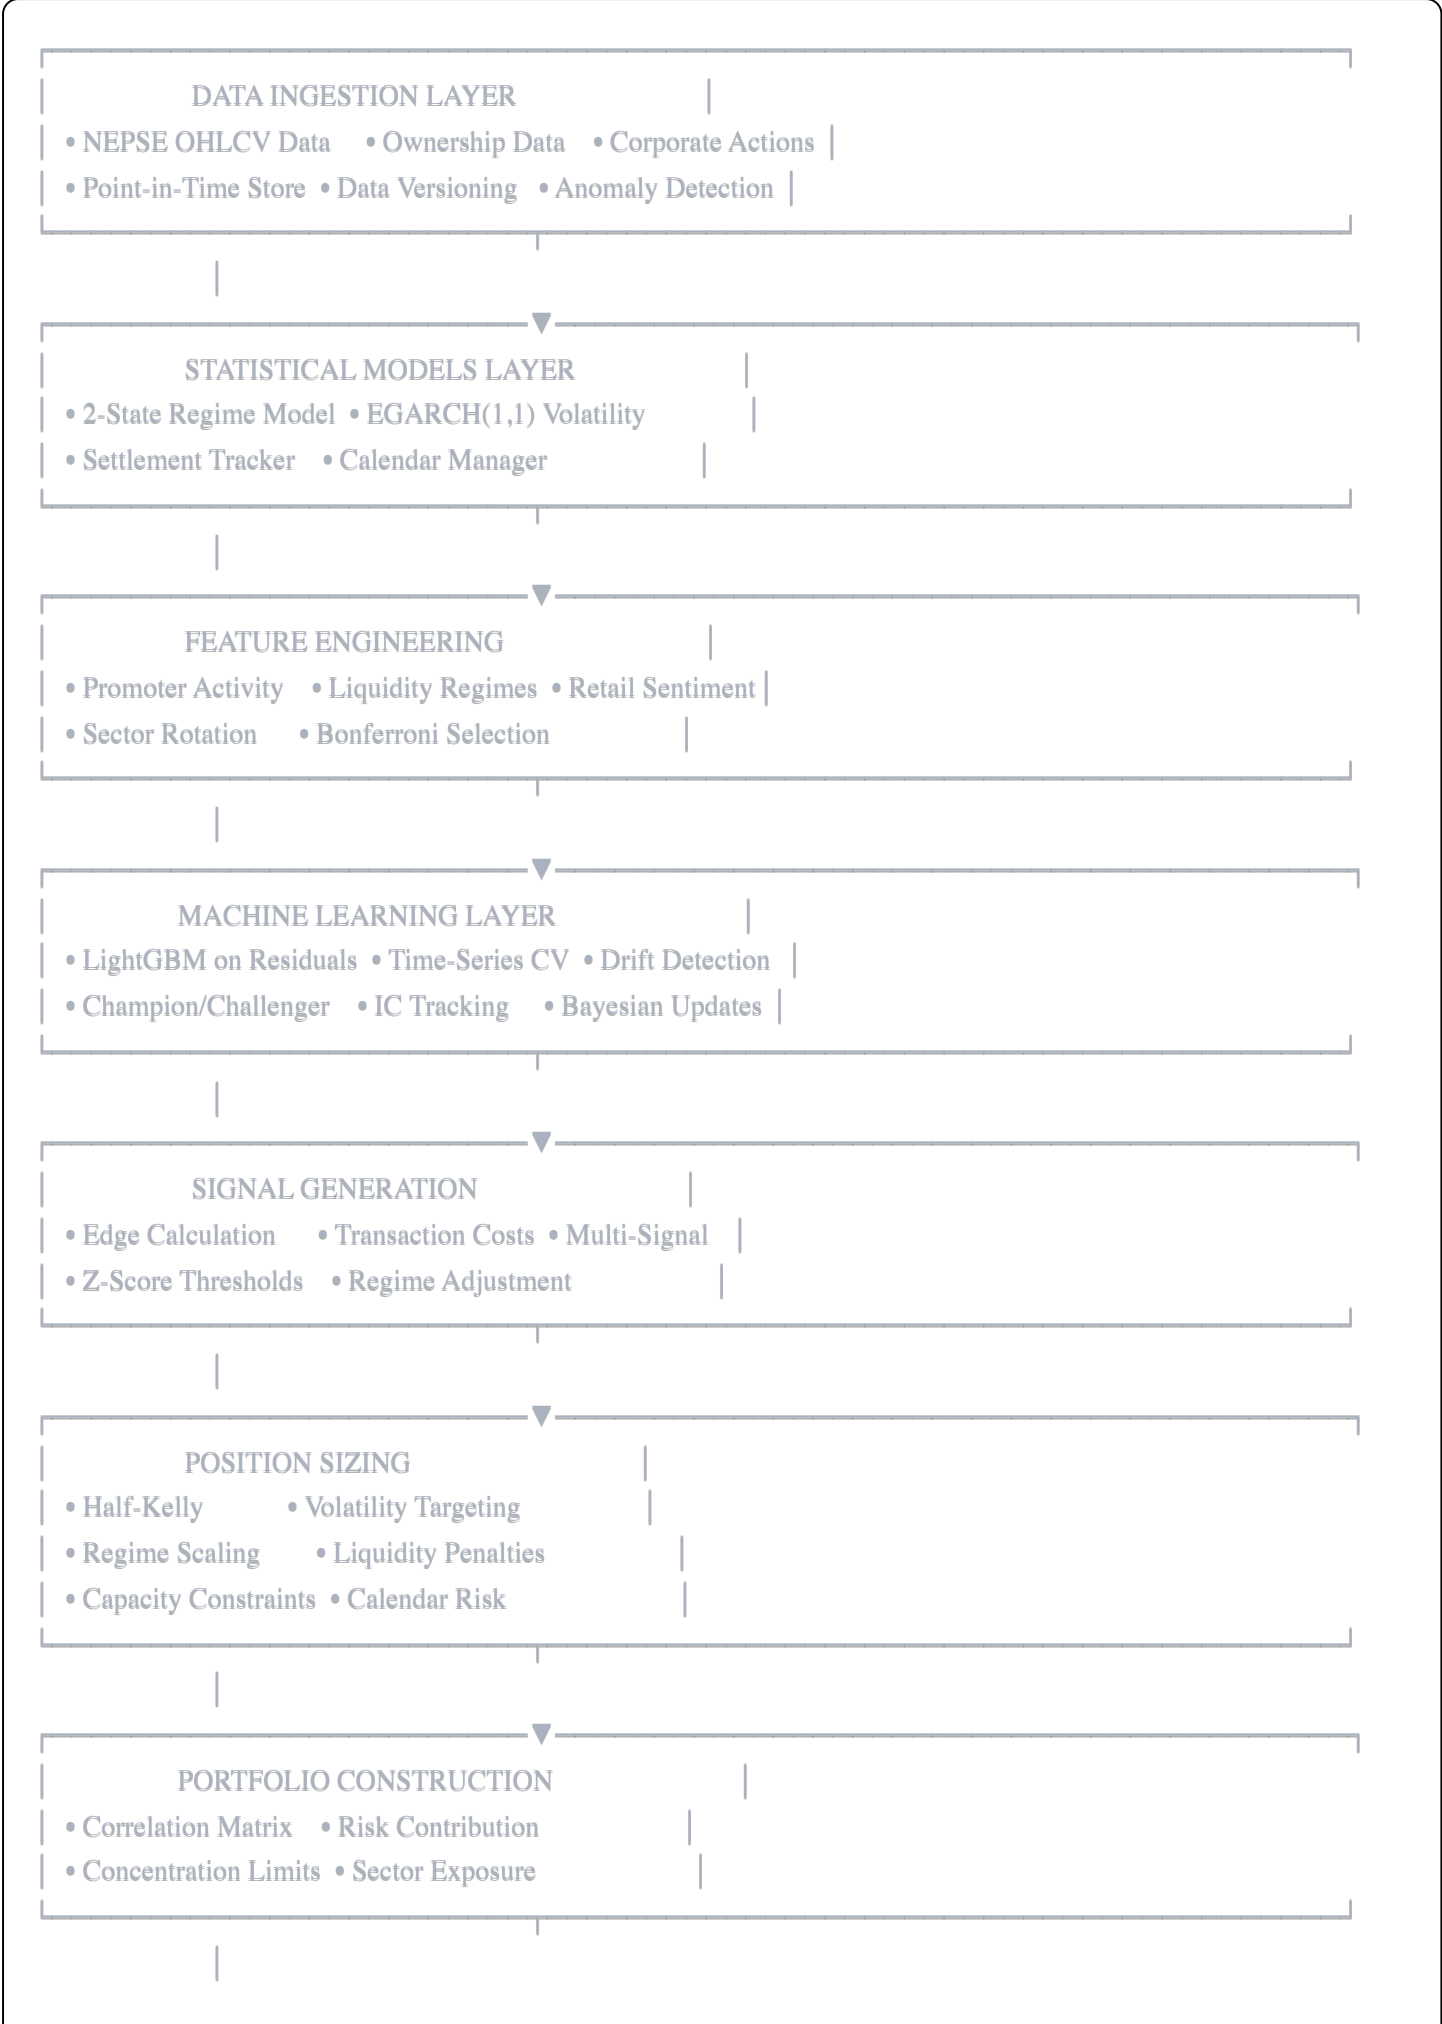 DATA INGESTION LAYER
• NEPSE OHLCV Data • Ownership Data • Corporate Actions
• Point-in-Time Store • Data Versioning • Anomaly Detection
▼
STATISTICAL MODELS LAYER
• 2-State Regime Model • EGARCH(1,1) Volatility
• Settlement Tracker • Calendar Manager
▼
FEATURE ENGINEERING
• Promoter Activity • Liquidity Regimes • Retail Sentiment
• Sector Rotation • Bonferroni Selection
▼
MACHINE LEARNING LAYER
• LightGBM on Residuals • Time-Series CV • Drift Detection
• Champion/Challenger • IC Tracking • Bayesian Updates
▼
SIGNAL GENERATION
• Edge Calculation • Transaction Costs • Multi-Signal
• Z-Score Thresholds • Regime Adjustment
▼
POSITION SIZING
• Half-Kelly • Volatility Targeting
• Regime Scaling • Liquidity Penalties
• Capacity Constraints • Calendar Risk
▼
PORTFOLIO CONSTRUCTION
• Correlation Matrix • Risk Contribution
• Concentration Limits • Sector Exposure